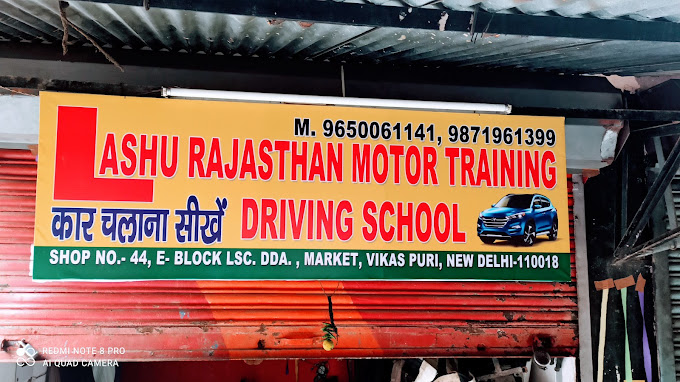 M. 9650061141, 9871961399
L ASHU RAJASTHAN MOTOR TRAINING
कार चलाना सीखें DRIVING SCHOOL
SHOP NO.- 44, E- BLOCK LSC. DDA. , MARKET, VIKAS PURI, NEW DELHI-110018
REDMI NOTE 8 PRO
AI QUAD CAMERA